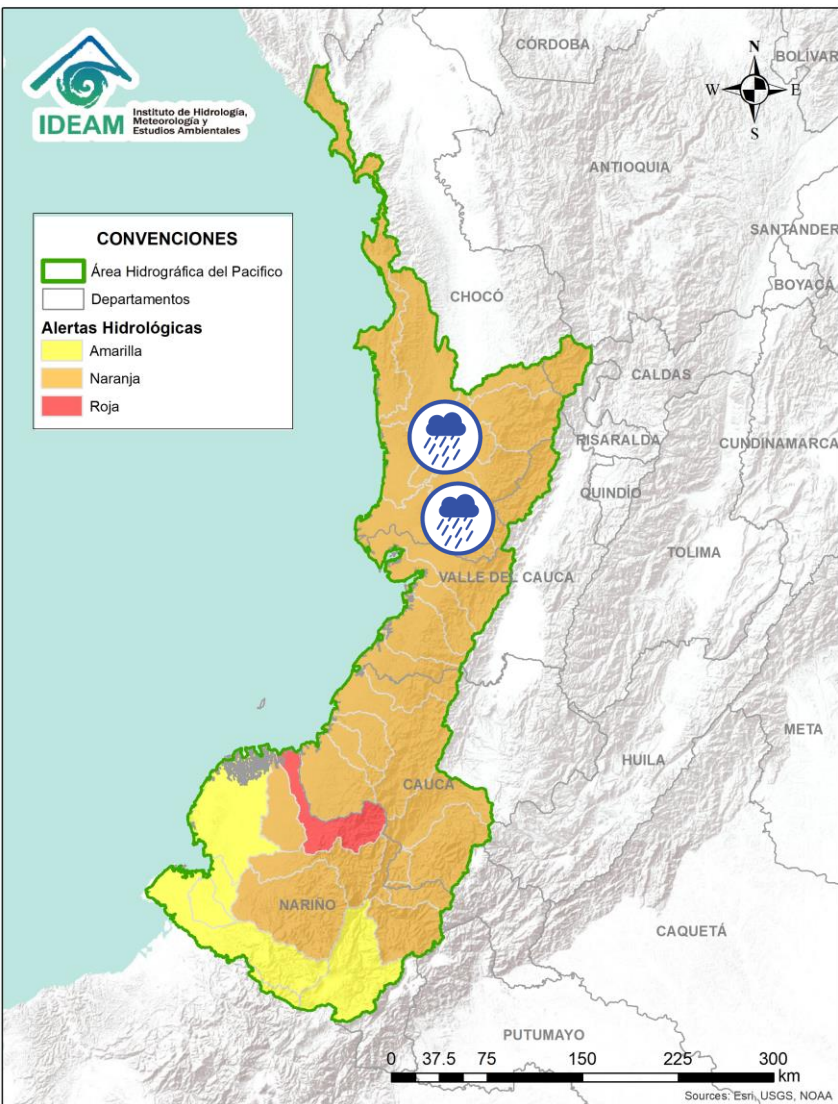 IDEAM
Instituto de Hidrología,
Meteorología y
Estudios Ambientales
CONVENCIONES
Área Hidrográfica del Pacifico
Departamentos
Alertas Hidrológicas
Amarilla
Naranja
Roja
N
W
E
S
CÓRDOBA
BOLÍVAR
ANTIOQUIA
SANTANDER
BOYACÁ
CHOCÓ
CALDAS
RISARALDA
CUNDINAMARCA
QUINDÍO
TOLIMA
VALLE DEL CAUCA
META
HUILA
CAUCA
NARIÑO
CAQUETÁ
PUTUMAYO
0 37.5 75 150 225 300
km
Sources: Esri, USGS, NOAA